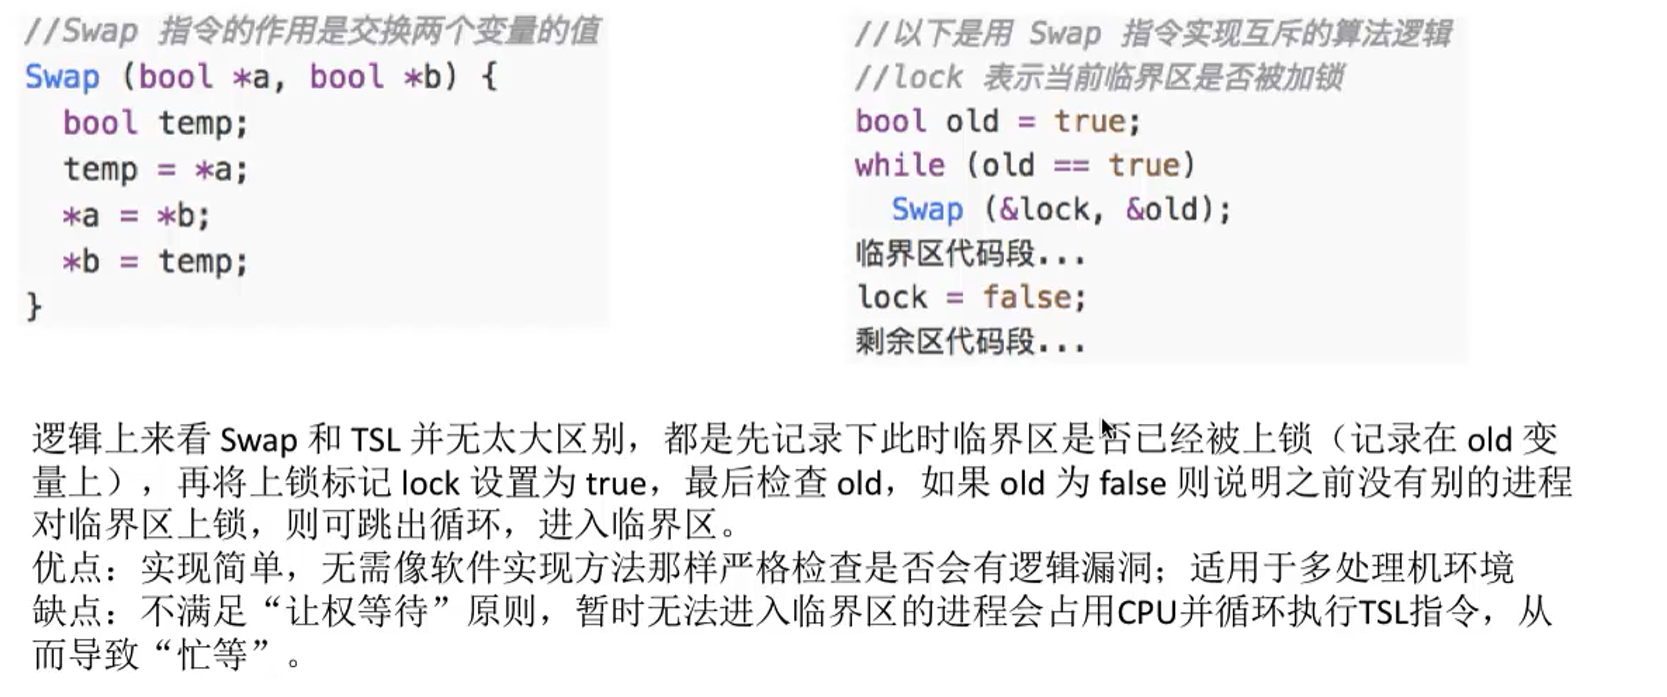 //Swap 指令的作用是交换两个变量的值
Swap (bool *a, bool *b) {
  bool temp;
  temp = *a;
  *a = *b;
  *b = temp;
}
//以下是用 Swap 指令实现互斥的算法逻辑
//lock 表示当前临界区是否被加锁
bool old = true;
while (old == true)
  Swap (&lock, &old);
临界区代码段...
lock = false;
剩余区代码段...
逻辑上来看 Swap 和 TSL 并无太大区别，都是先记录下此时临界区是否已经被上锁（记录在 old 变
量上），再将上锁标记 lock 设置为 true，最后检查 old，如果 old 为 false 则说明之前没有别的进程
对临界区上锁，则可跳出循环，进入临界区。
优点：实现简单，无需像软件实现方法那样严格检查是否会有逻辑漏洞；适用于多处理机环境
缺点：不满足“让权等待”原则，暂时无法进入临界区的进程会占用CPU并循环执行TSL指令，从
而导致“忙等”。